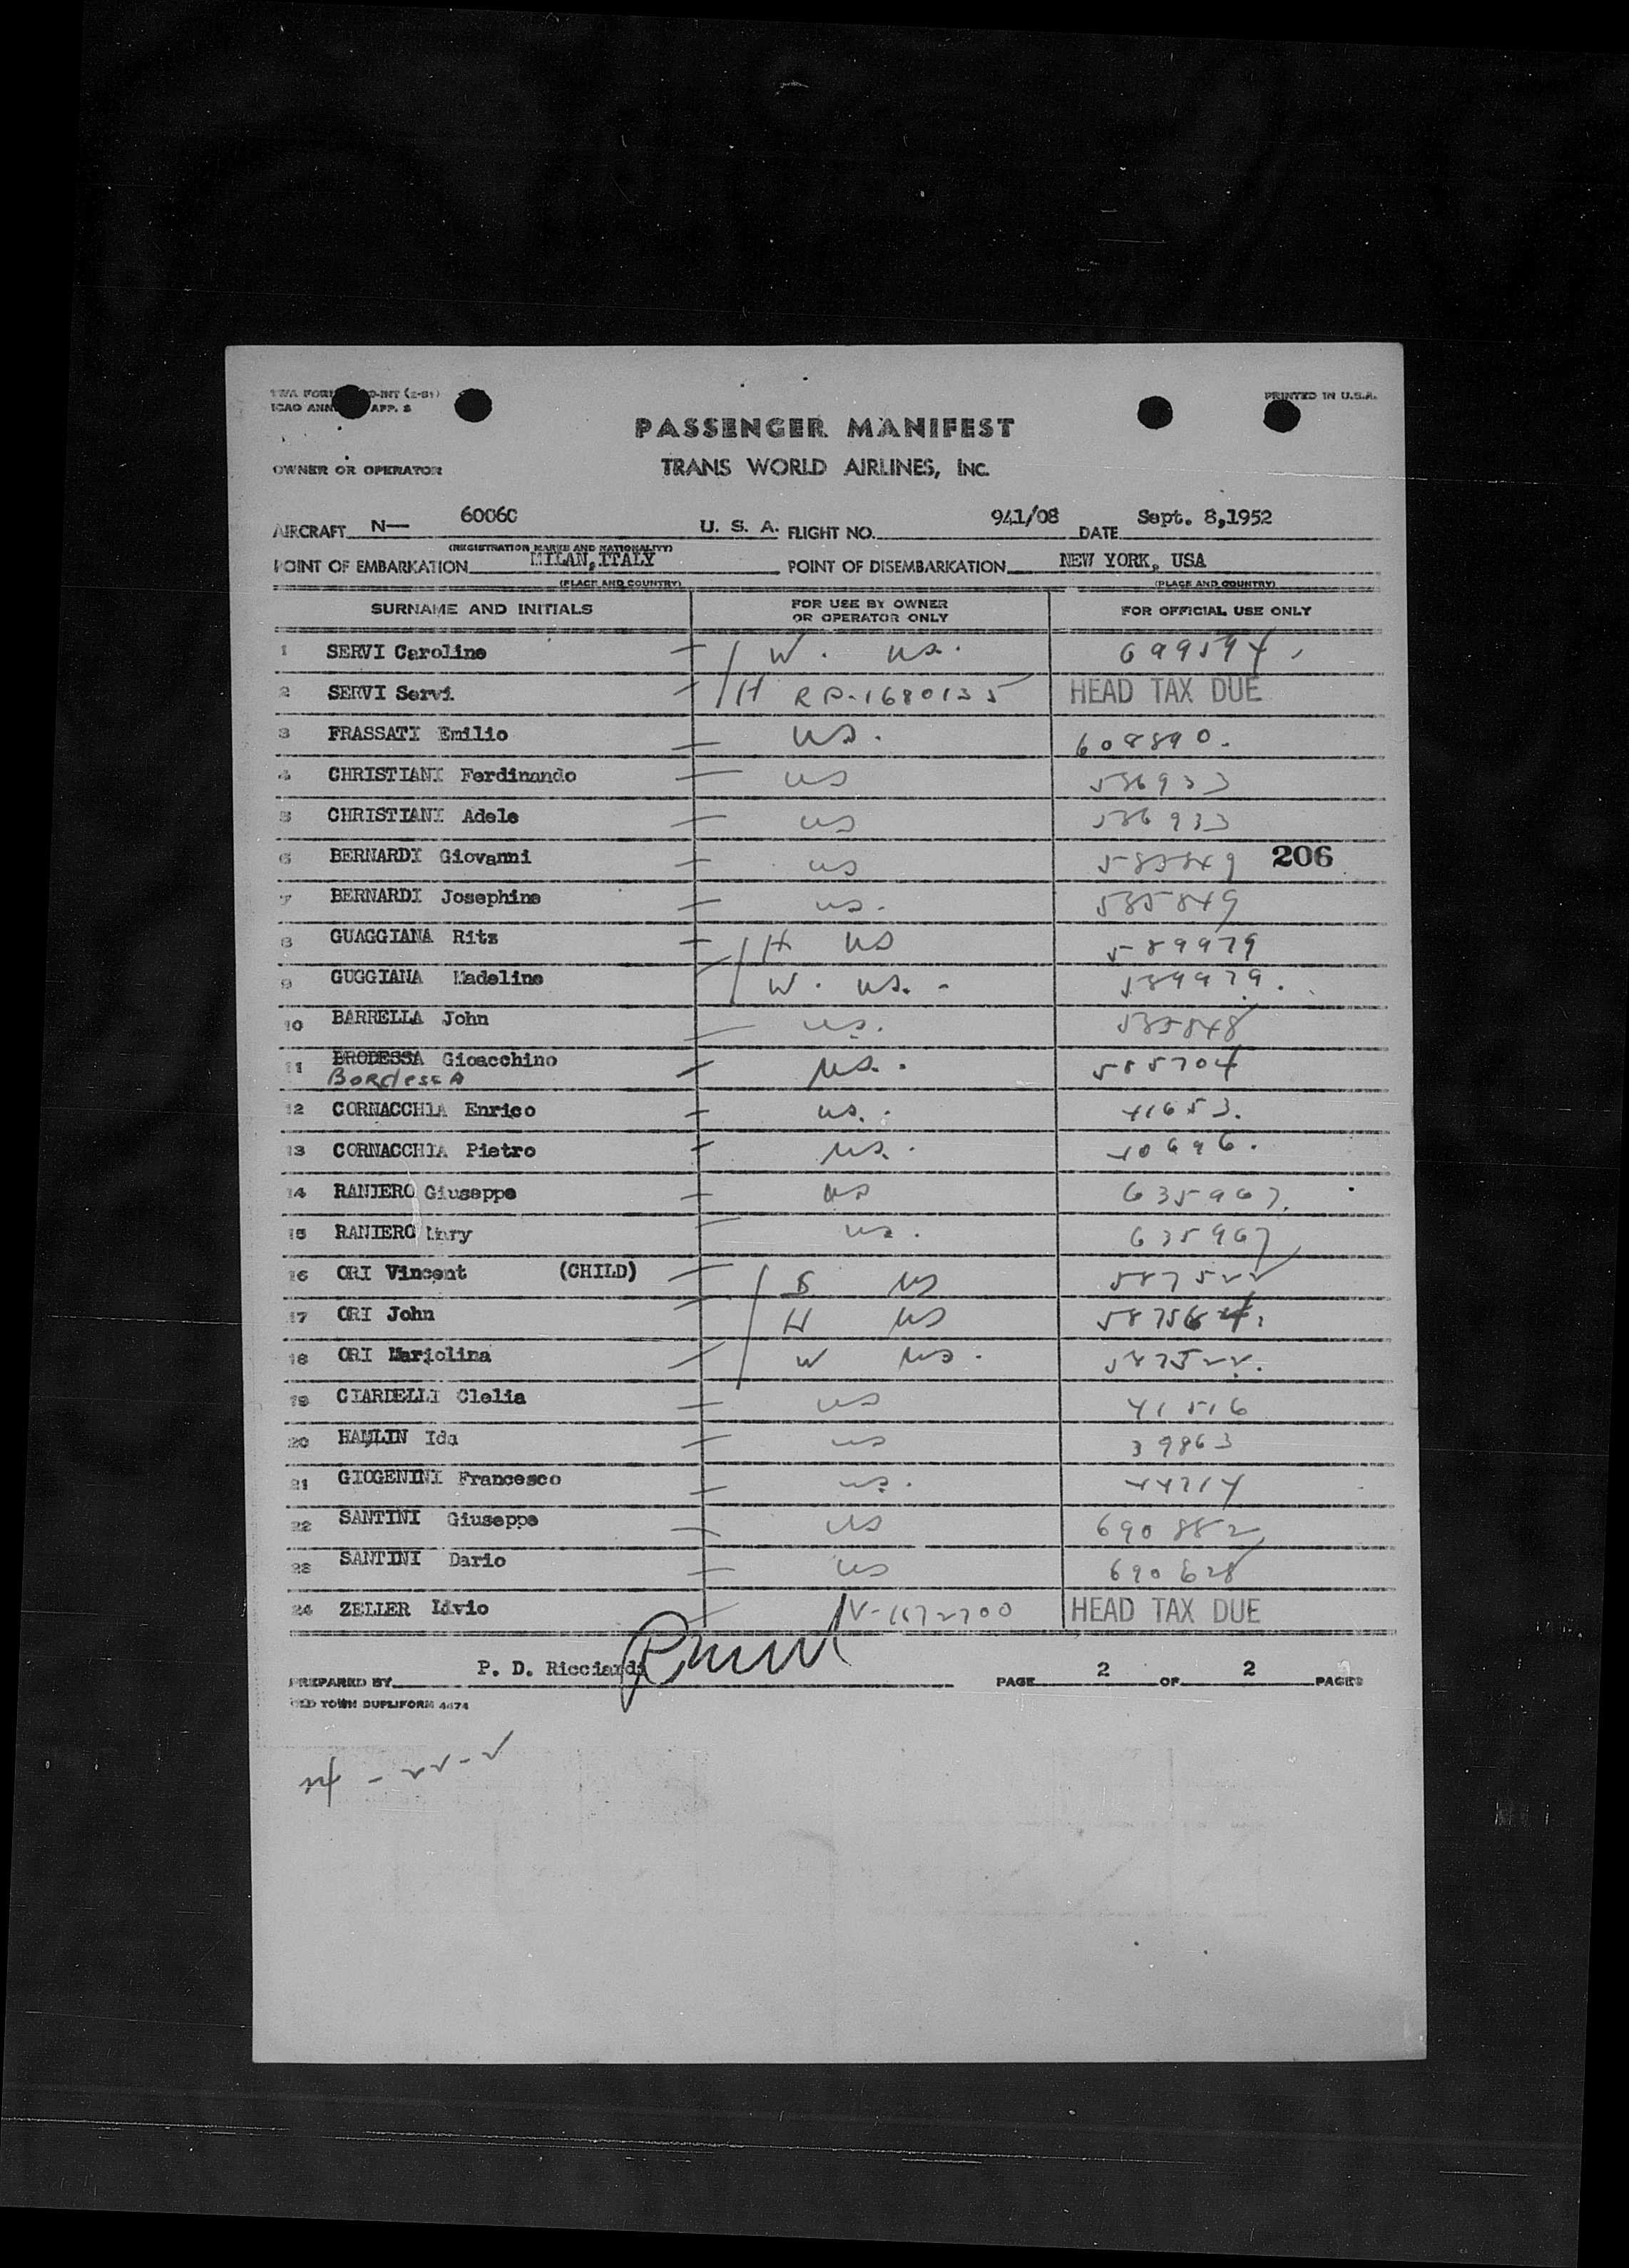 ICAO ANN APP. 3
PRINTED IN U.S.A.
PASSENGER MANIFEST
OWNER OR OPERATOR TRANS WORLD AIRLINES, INC.
AIRCRAFT N— 60060 U. S. A. FLIGHT NO. 941/08 DATE Sept. 8,1952
(REGISTRATION MARKS AND NATIONALITY)
POINT OF EMBARKATION MILAN, ITALY POINT OF DISEMBARKATION NEW YORK, USA
(PLACE AND COUNTRY) (PLACE AND COUNTRY)
SURNAME AND INITIALS FOR USE BY OWNER OR OPERATOR ONLY FOR OFFICIAL USE ONLY
1 SERVI Caroline W. us. 699594
2 SERVI Servi H HEAD TAX DUE
3 FRASSATI Emilio us. 608890.
4 CHRISTIANI Ferdinando us 586933
5 CHRISTIANI Adele us 586933
6 BERNARDI Giovanni us 585849 206
7 BERNARDI Josephine us. 585849
8 GUAGGIANA Ritz H us 589979
9 GUGGIANA Madeline W. us. - 589979.
10 BARRELLA John us. 585848
11 BRODESSA Gioacchino us. 585704
BordessA
12 CORNACCHIA Enrico us. 41653.
13 CORNACCHIA Pietro us. 40696.
14 RANIERO Giuseppe us 635967.
15 RANIERO Mary us. 635967
16 ORI Vincent (CHILD) S us 587522
17 ORI John H us
18 ORI Mariolina W us. 587522.
19 CIARDELLI Clelia us 41516
20 HAMLIN Ida us 39863
21 GIOGENINI Francesco us. 44214
22 SANTINI Giuseppe us 690882
23 SANTINI Dario us 690628
24 ZELLER Livio HEAD TAX DUE
PREPARED BY P. D. Ricciardi PAGE 2 OF 2 PAGES
OLD TOWN DUPLIFORM 4474